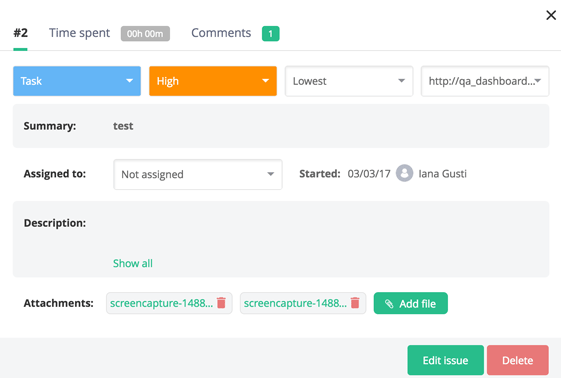 #2 Time spent 00h 00m Comments 1
Task High Lowest http://qa_dashboard...
Summary: test
Assigned to: Not assigned Started: 03/03/17 Iana Gusti
Description:
Show all
Attachments: screencapture-1488... screencapture-1488... Add file
Edit issue Delete